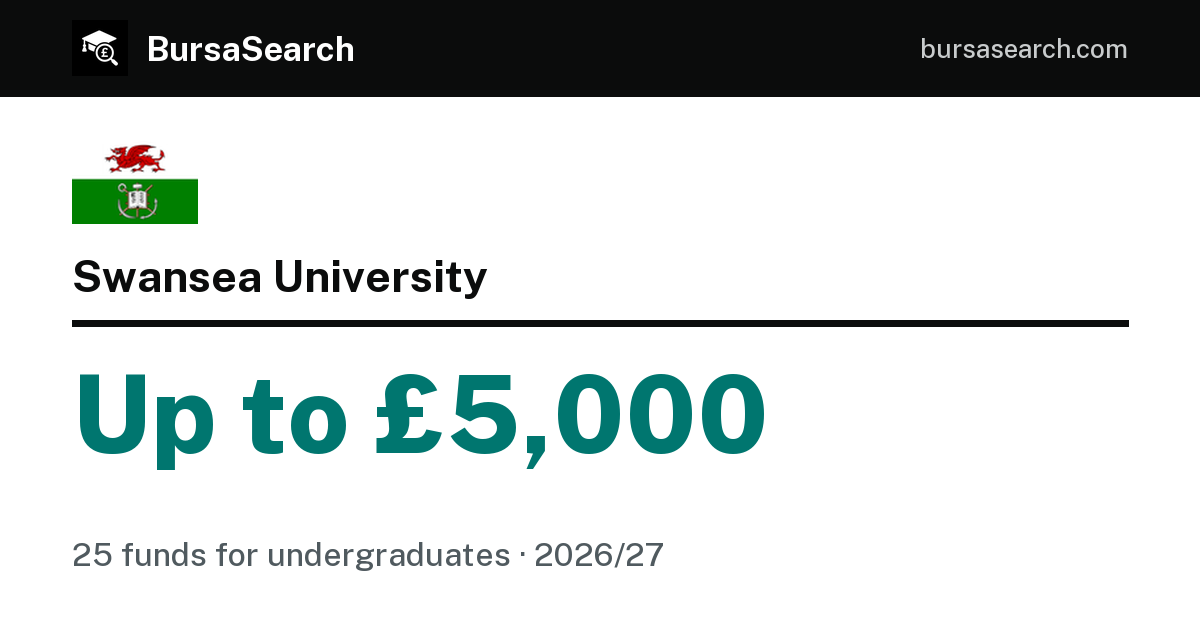 BursaSearch
bursasearch.com
£
Swansea University
Up to £5,000
25 funds for undergraduates · 2026/27